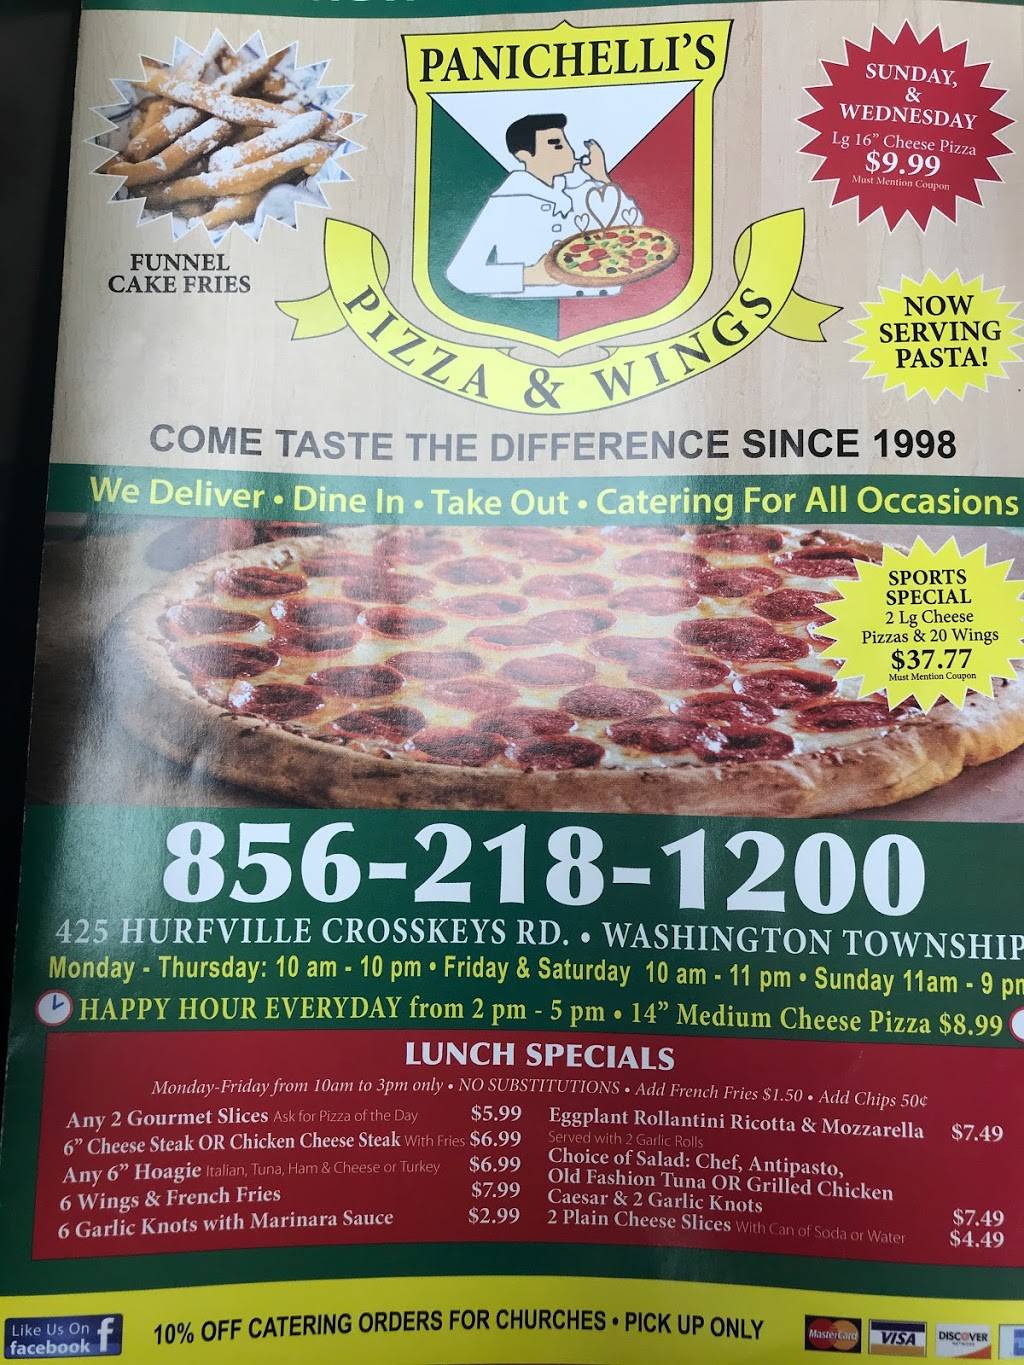 PANICHELLI'S
PIZZA & WINGS
FUNNEL
CAKE FRIES
SUNDAY,
&
WEDNESDAY
Lg 16" Cheese Pizza
$9.99
Must Mention Coupon
NOW
SERVING
PASTA!
COME TASTE THE DIFFERENCE SINCE 1998
We Deliver • Dine In • Take Out • Catering For All Occasions
SPORTS
SPECIAL
2 Lg Cheese
Pizzas & 20 Wings
$37.77
Must Mention Coupon
856-218-1200
425 HURFVILLE CROSSKEYS RD. • WASHINGTON TOWNSHIP
Monday - Thursday: 10 am - 10 pm • Friday & Saturday 10 am - 11 pm • Sunday 11am - 9 pm
HAPPY HOUR EVERYDAY from 2 pm - 5 pm • 14" Medium Cheese Pizza $8.99
LUNCH SPECIALS
Monday-Friday from 10am to 3pm only • NO SUBSTITUTIONS • Add French Fries $1.50 • Add Chips 50¢
Any 2 Gourmet Slices Ask for Pizza of the Day $5.99
6" Cheese Steak OR Chicken Cheese Steak With Fries $6.99
Any 6" Hoagie Italian, Tuna, Ham & Cheese or Turkey $6.99
6 Wings & French Fries $7.99
6 Garlic Knots with Marinara Sauce $2.99
Eggplant Rollantini Ricotta & Mozzarella $7.49
Served with 2 Garlic Rolls
Choice of Salad: Chef, Antipasto,
Old Fashion Tuna OR Grilled Chicken
Caesar & 2 Garlic Knots $7.49
2 Plain Cheese Slices With Can of Soda or Water $4.49
Like Us On
facebook
10% OFF CATERING ORDERS FOR CHURCHES • PICK UP ONLY
MasterCard
VISA
DISCOVER